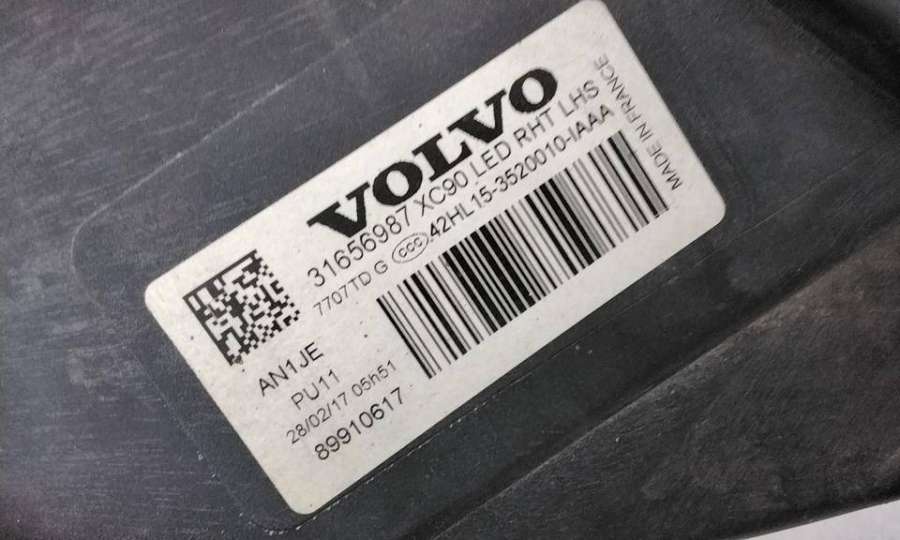 VOLVO
31656987 XC90 LED RHT LHS
7707TD G CCC 42HL15-3520010-IAAA
MADE IN FRANCE
AN1JE
PU11
28/02/17 05h51
89910617